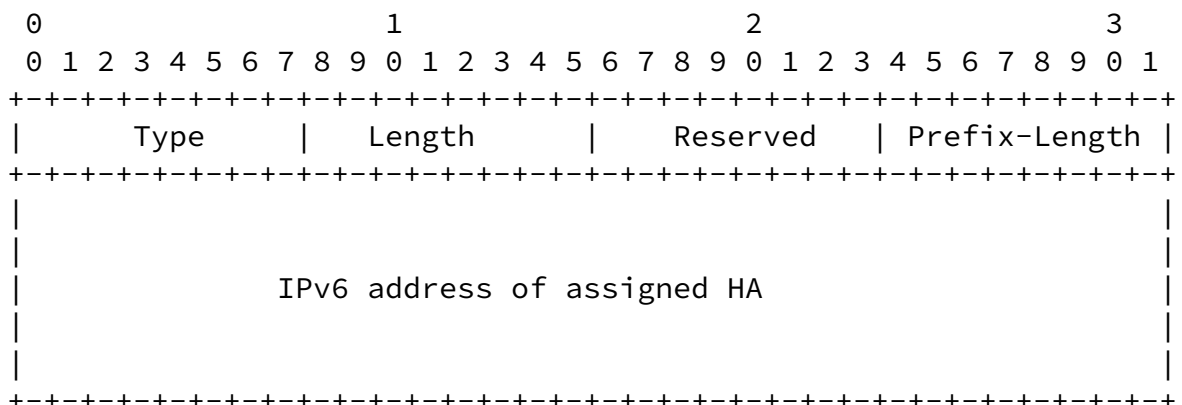 0                   1                   2                   3
 0 1 2 3 4 5 6 7 8 9 0 1 2 3 4 5 6 7 8 9 0 1 2 3 4 5 6 7 8 9 0 1
+-+-+-+-+-+-+-+-+-+-+-+-+-+-+-+-+-+-+-+-+-+-+-+-+-+-+-+-+-+-+-+-+
|      Type     |   Length      |    Reserved   | Prefix-Length |
+-+-+-+-+-+-+-+-+-+-+-+-+-+-+-+-+-+-+-+-+-+-+-+-+-+-+-+-+-+-+-+-+
|                                                               |
|                                                               |
|              IPv6 address of assigned HA                      |
|                                                               |
|                                                               |
+-+-+-+-+-+-+-+-+-+-+-+-+-+-+-+-+-+-+-+-+-+-+-+-+-+-+-+-+-+-+-+-+